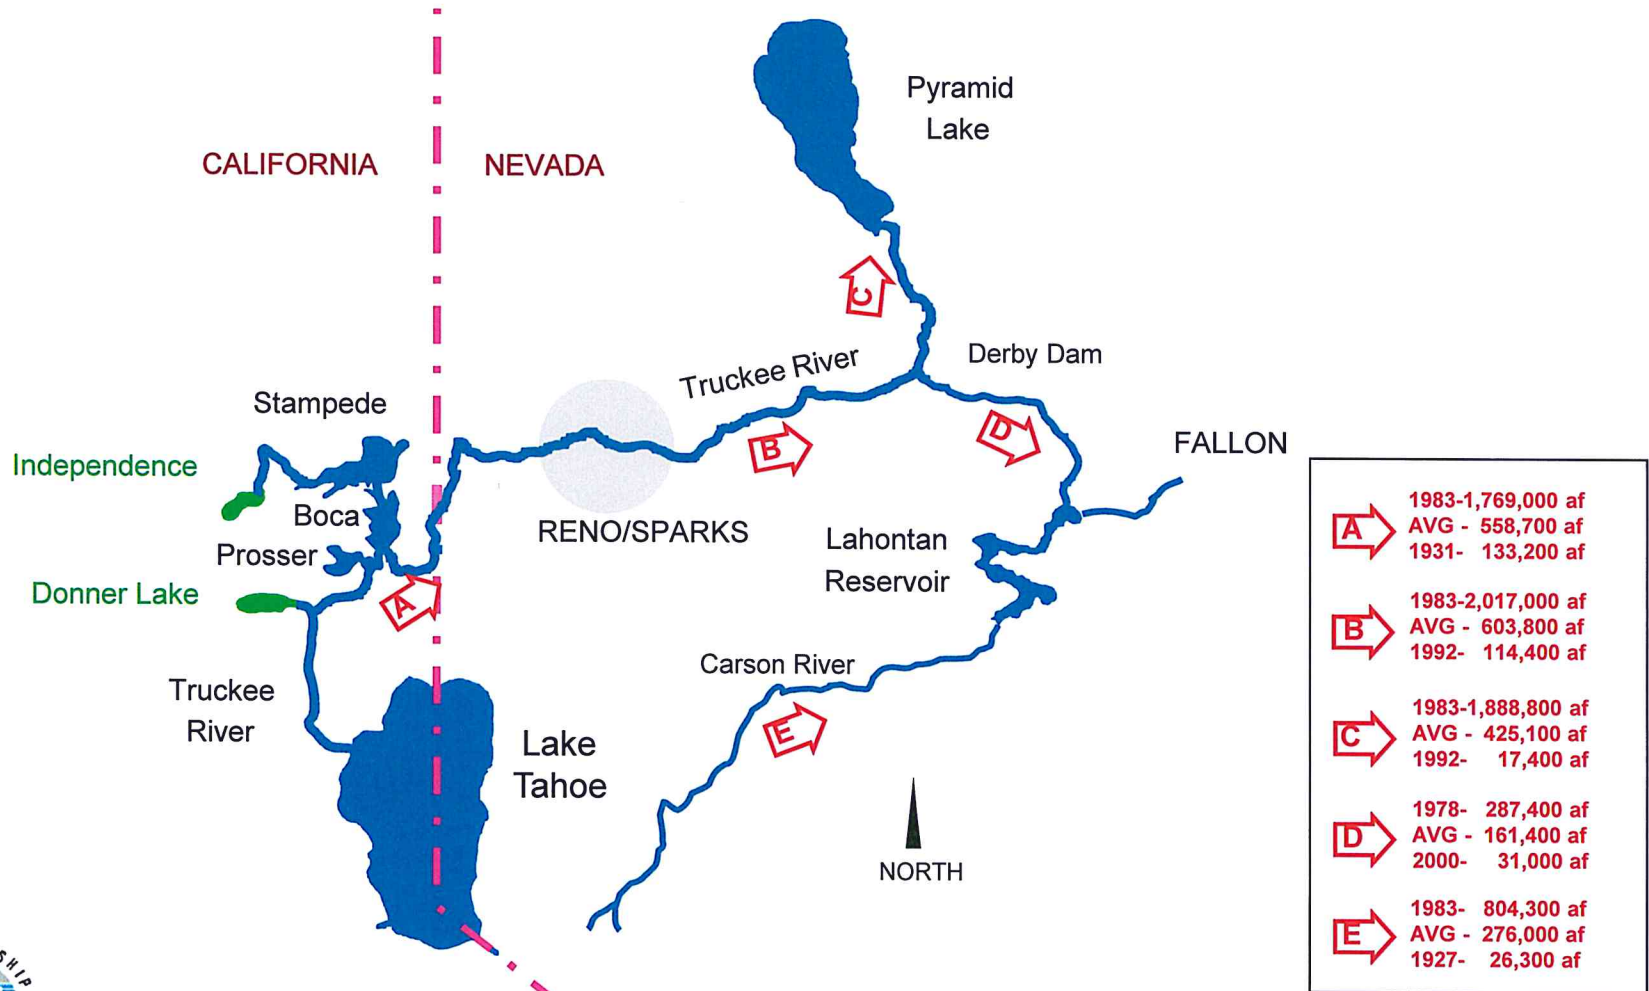 Pyramid
Lake
CALIFORNIA
NEVADA
C
Truckee River
Derby Dam
Stampede
B
D
FALLON
Independence
Boca
RENO/SPARKS
Lahontan
Reservoir
Prosser
Donner Lake
A
Carson River
Truckee
River
E
Lake
Tahoe
NORTH
A
1983-1,769,000 af
AVG - 558,700 af
1931- 133,200 af
B
1983-2,017,000 af
AVG - 603,800 af
1992- 114,400 af
C
1983-1,888,800 af
AVG - 425,100 af
1992- 17,400 af
D
1978- 287,400 af
AVG - 161,400 af
2000- 31,000 af
E
1983- 804,300 af
AVG - 276,000 af
1927- 26,300 af